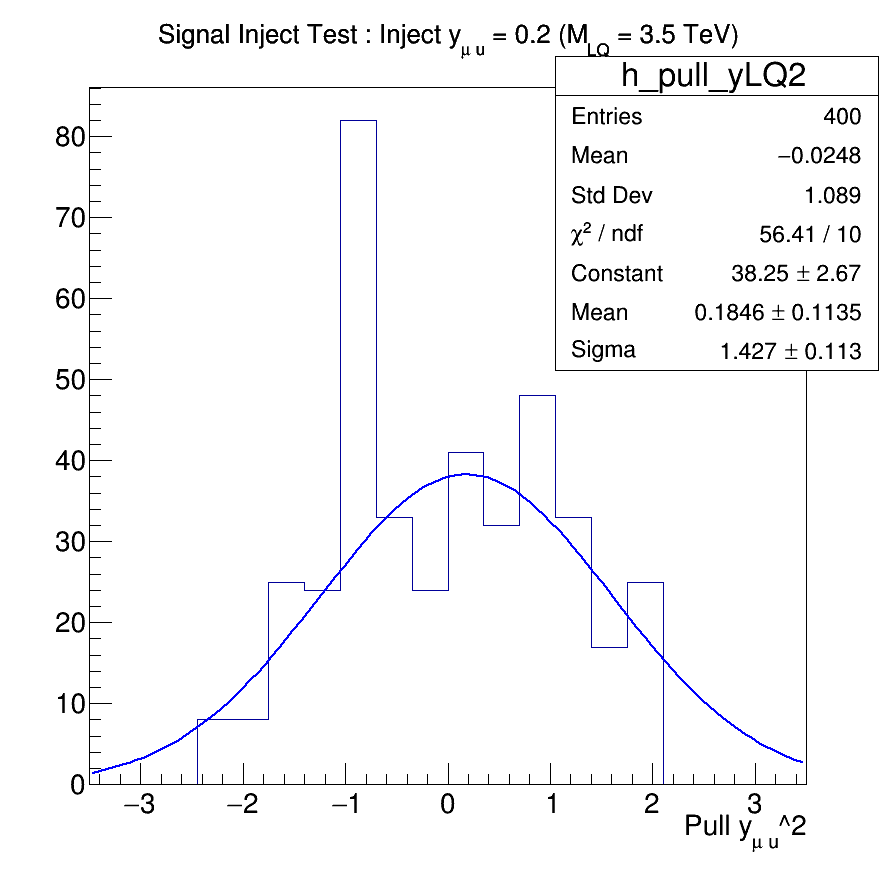 Signal Inject Test : Inject y_μ u = 0.2 (M_LQ = 3.5 TeV)
h_pull_yLQ2
Entries 400
Mean −0.0248
Std Dev 1.089
χ² / ndf 56.41 / 10
Constant 38.25 ± 2.67
Mean 0.1846 ± 0.1135
Sigma 1.427 ± 0.113
80
70
60
50
40
30
20
10
0
−3 −2 −1 0 1 2 3
Pull y_μ u^2